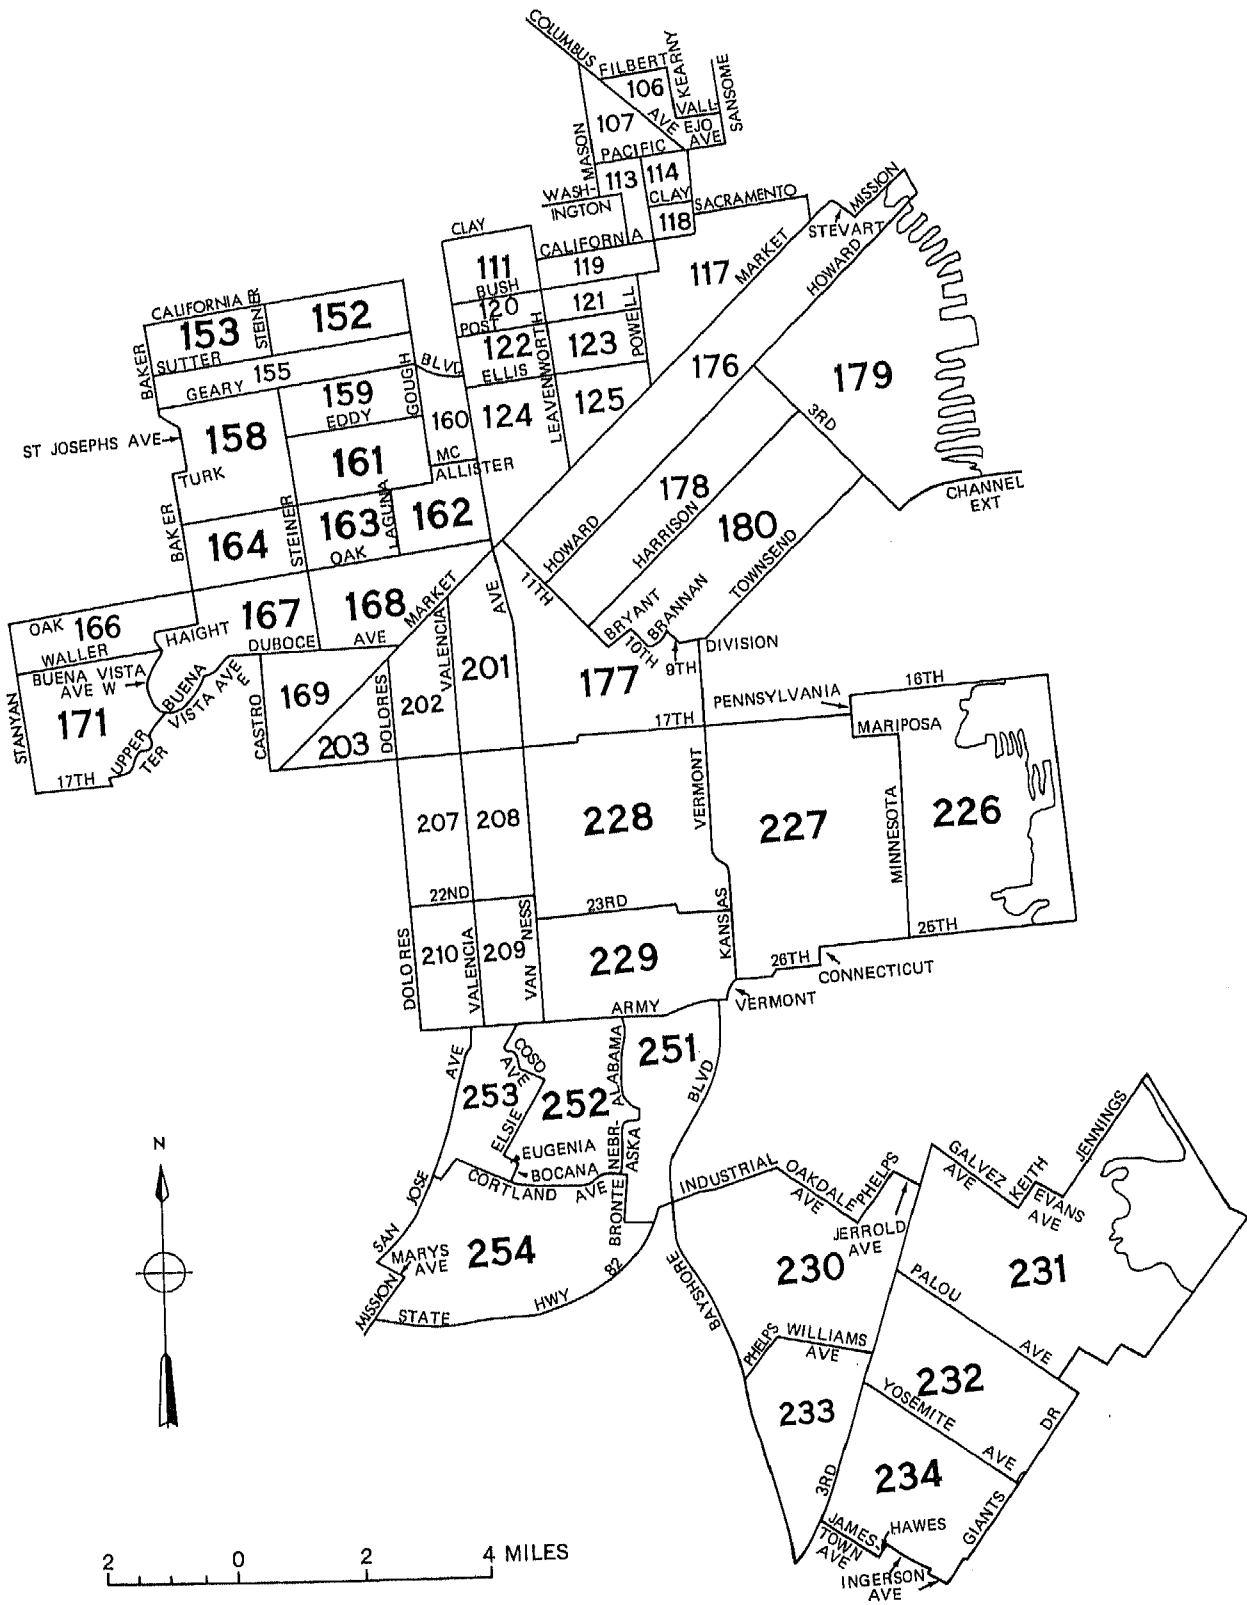 COLUMBUS
AVE
FILBERT
KEARNY
106
VALL-
EJO
AVE
SANSOME
107
MASON
PACIFIC
113
114
WASH-
INGTON
CLAY
118
SACRAMENTO
MISSION
STEVART
CLAY
CALIFORNIA
111
119
117
MARKET
HOWARD
BUSH
120
121
POST
122
123
POWELL
ELLIS
LEAVENWORTH
124
125
176
179
3RD
CHANNEL
EXT
CALIFORNIA
STEINER
153
152
BAKER
SUTTER
GEARY
155
BLVD
GOUGH
159
EDDY
160
ST JOSEPHS AVE
158
161
MC
ALLISTER
TURK
BAKER
STEINER
163
LAGUNA
162
OAK
164
178
HOWARD
HARRISON
180
TOWNSEND
11TH
BRYANT
10TH
BRANNAN
9TH
DIVISION
OAK
166
HAIGHT
167
168
MARKET
AVE
WALLER
DUBOCE
AVE
BUENA VISTA
AVE W
BUENA
VISTA AVE
E
VALENCIA
201
177
PENNSYLVANIA
16TH
STANYAN
171
UPPER
TER
17TH
CASTRO
169
DOLORES
202
203
17TH
MARIPOSA
VERMONT
207
208
228
227
MINNESOTA
226
22ND
23RD
KANSAS
NESS
DOLORES
210
VALENCIA
209
VAN
229
26TH
26TH
CONNECTICUT
VERMONT
ARMY
AVE
COSO
AVE
ALABAMA
251
BLVD
253
252
ELSIE
EUGENIA
BOCANA
NEBR-
ASKA
CORTLAND
AVE
BRONTE
N
SAN
JOSE
MARYS
AVE
254
MISSION
STATE
HWY
82
INDUSTRIAL
OAKDALE
AVE
PHELPS
JERROLD
AVE
GALVEZ
AVE
KEITH
EVANS
AVE
JENNINGS
BAYSHORE
230
231
PALOU
AVE
PHELPS
WILLIAMS
AVE
232
YOSEMITE
AVE
DR
233
234
3RD
GIANTS
JAMES-
TOWN
AVE
HAWES
INGERSON
AVE
2 0 2 4 MILES